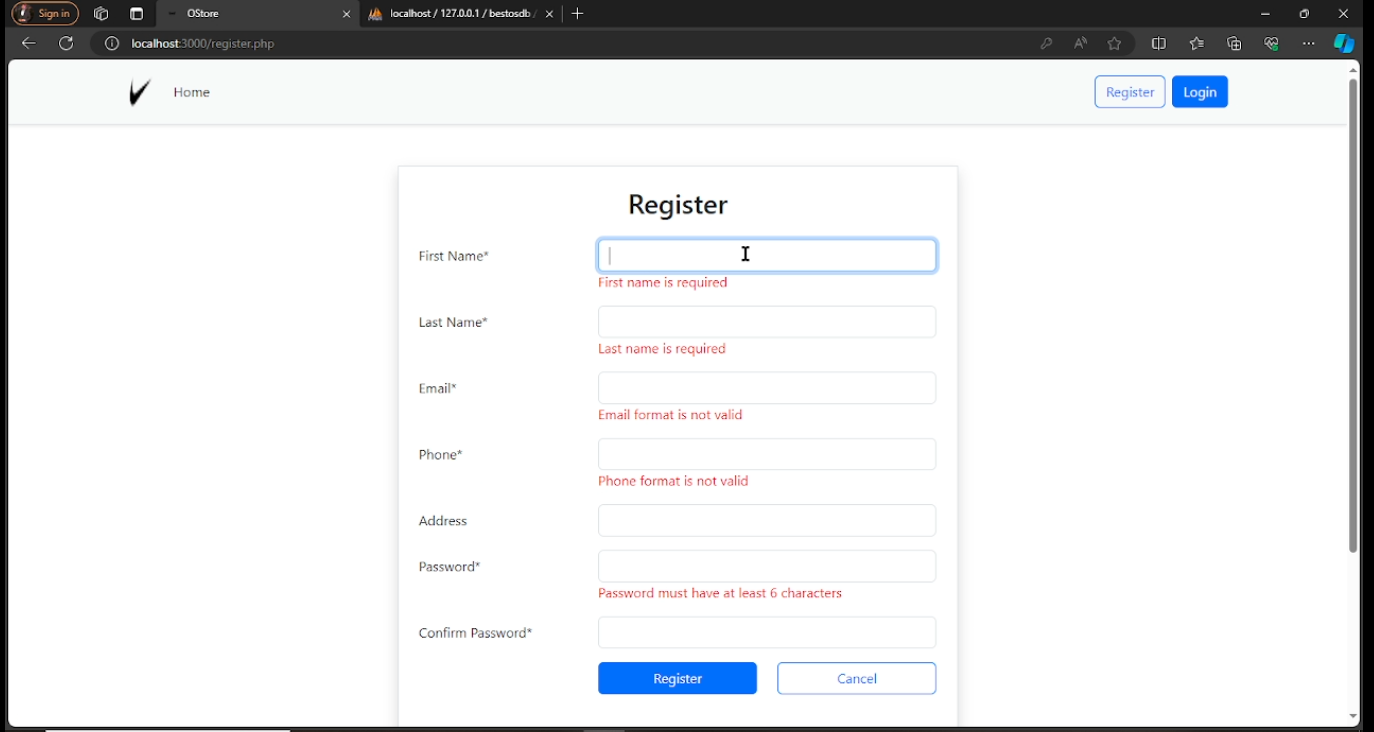 Sign in
OStore
localhost / 127.0.0.1 / bestosdb
localhost:3000/register.php
Home
Register
Login
Register
First Name*
First name is required
Last Name*
Last name is required
Email*
Email format is not valid
Phone*
Phone format is not valid
Address
Password*
Password must have at least 6 characters
Confirm Password*
Register
Cancel